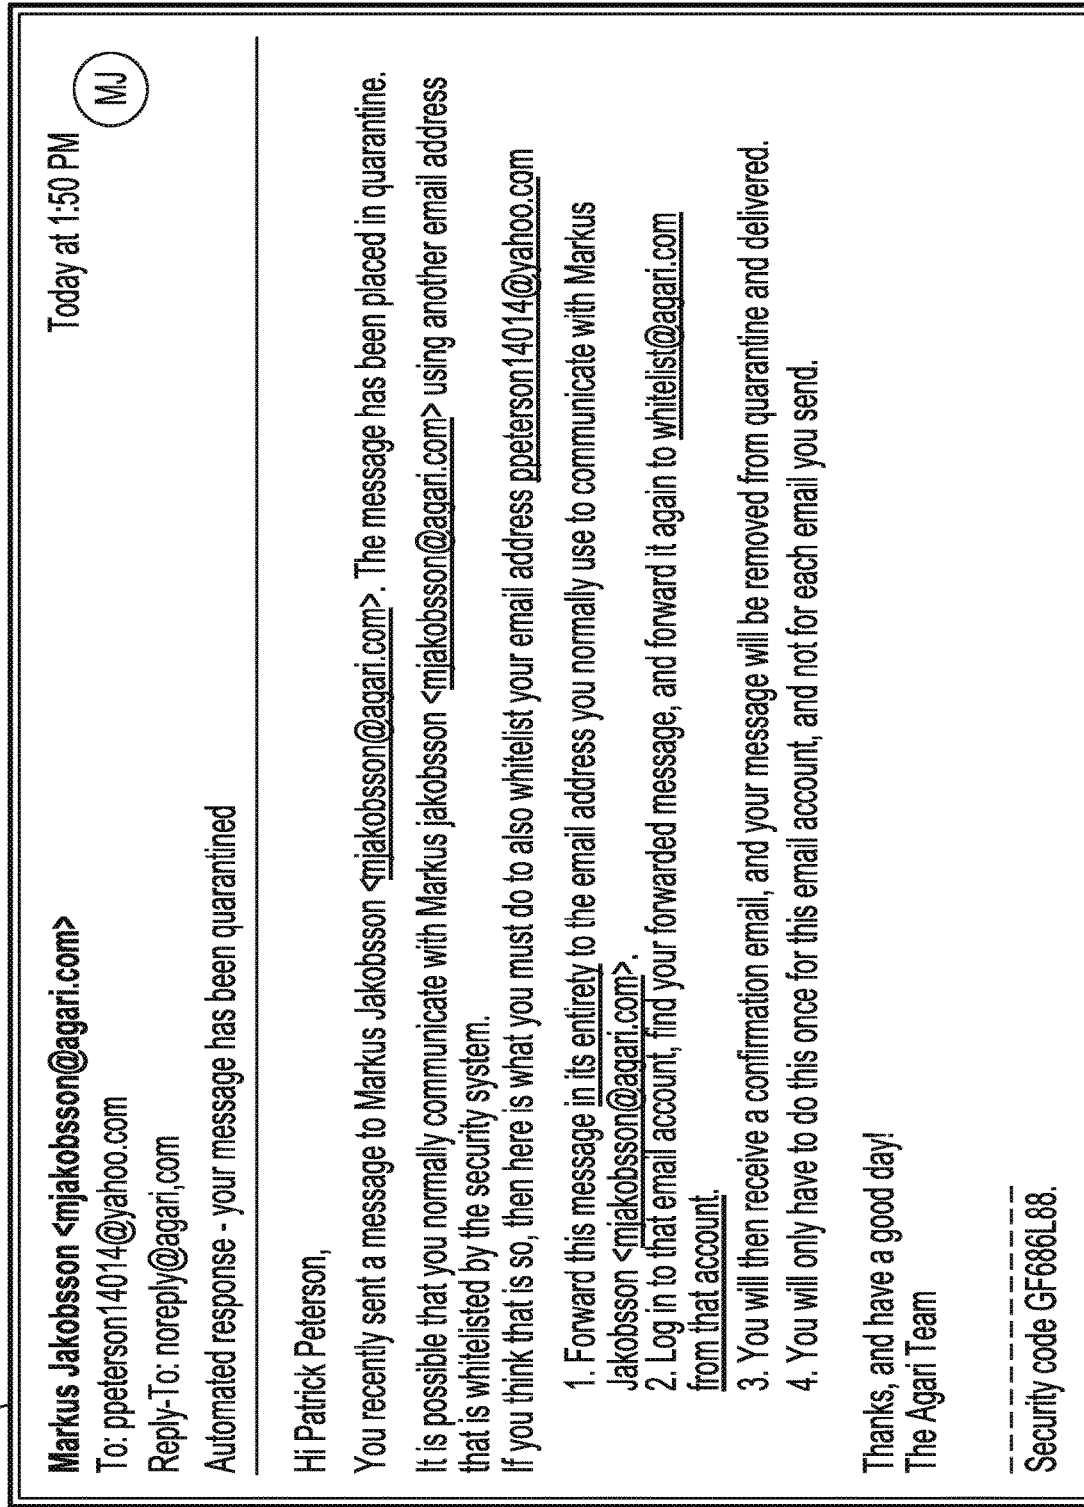 Markus Jakobsson <mjakobsson@agari.com>
Today at 1:50 PM
To: ppeterson14014@yahoo.com
MJ
Reply-To: noreply@agari,com
Automated response - your message has been quarantined
Hi Patrick Peterson,
You recently sent a message to Markus Jakobsson <mjakobsson@agari.com>. The message has been placed in quarantine.
It is possible that you normally communicate with Markus jakobsson <mjakobsson@agari.com> using another email address
that is whitelisted by the security system.
If you think that is so, then here is what you must do to also whitelist your email address ppeterson14014@yahoo.com
1. Forward this message in its entirety to the email address you normally use to communicate with Markus
Jakobsson <mjakobsson@agari.com>.
2. Log in to that email account, find your forwarded message, and forward it again to whitelist@agari.com
from that account.
3. You will then receive a confirmation email, and your message will be removed from quarantine and delivered.
4. You will only have to do this once for this email account, and not for each email you send.
Thanks, and have a good day!
The Agari Team
---------------
Security code GF686L88.